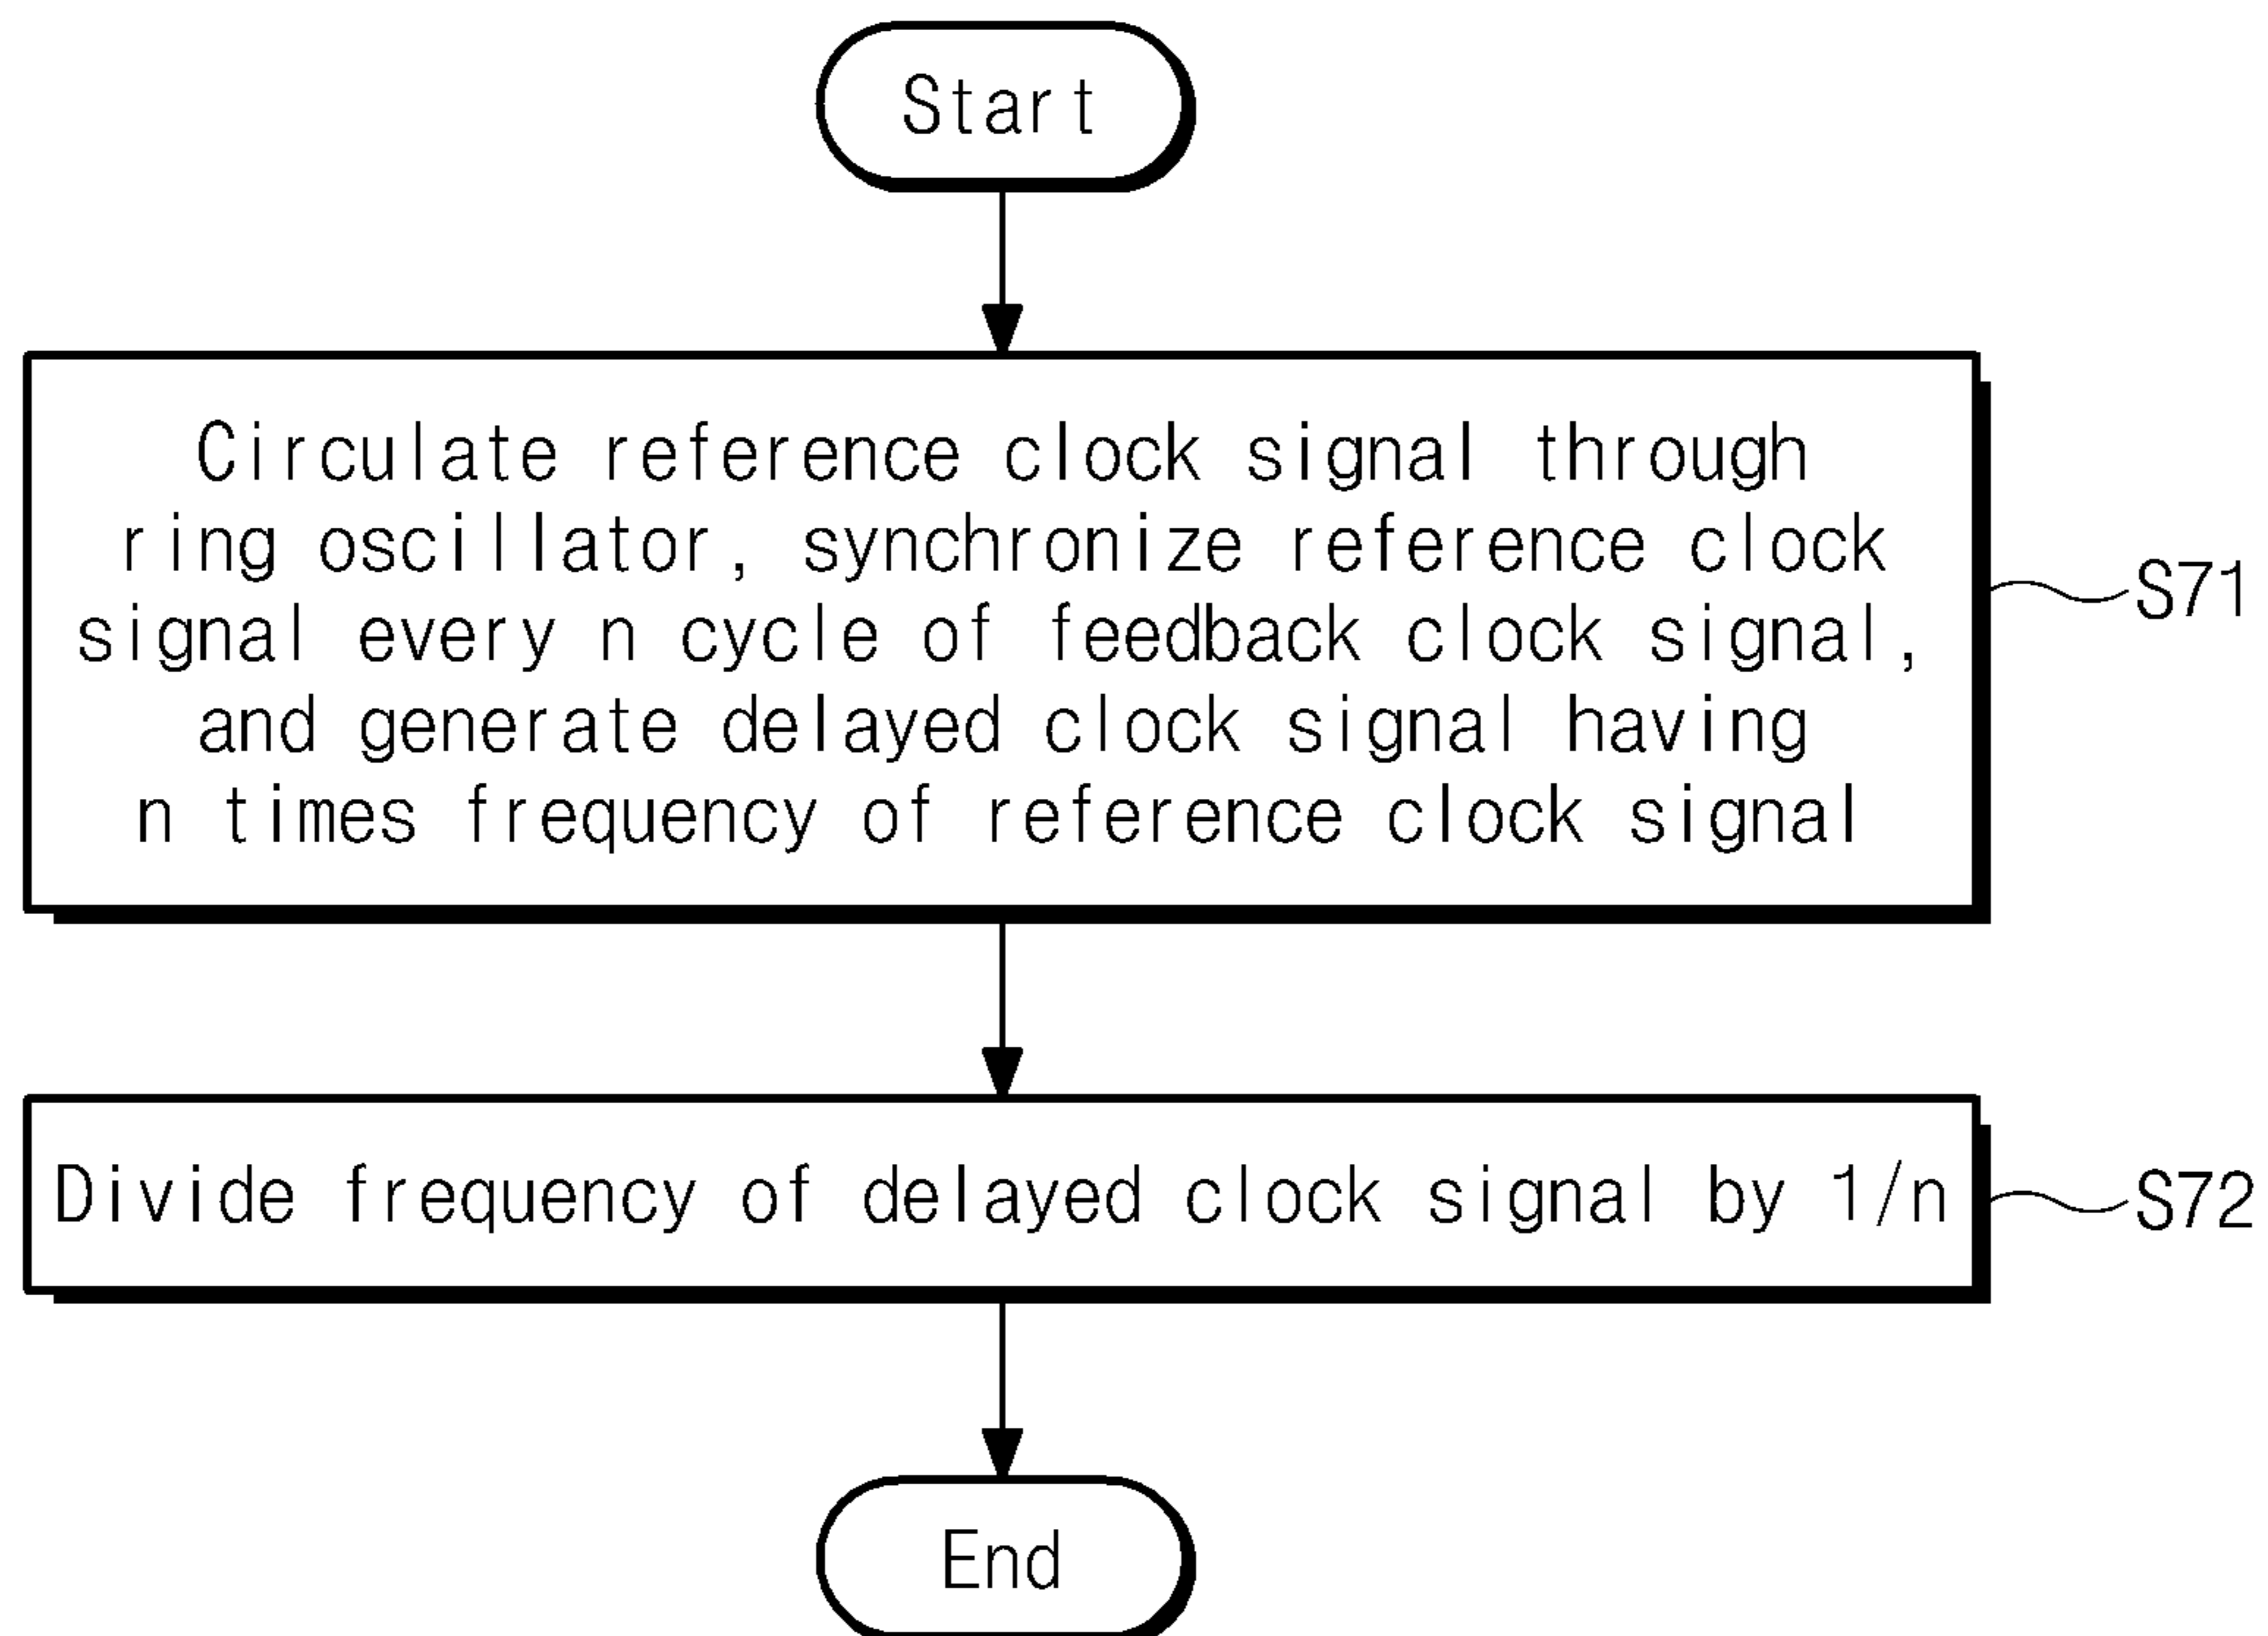 Start
Circulate reference clock signal through
ring oscillator, synchronize reference clock
signal every n cycle of feedback clock signal,
and generate delayed clock signal having
n times frequency of reference clock signal
S71
Divide frequency of delayed clock signal by 1/n
S72
End